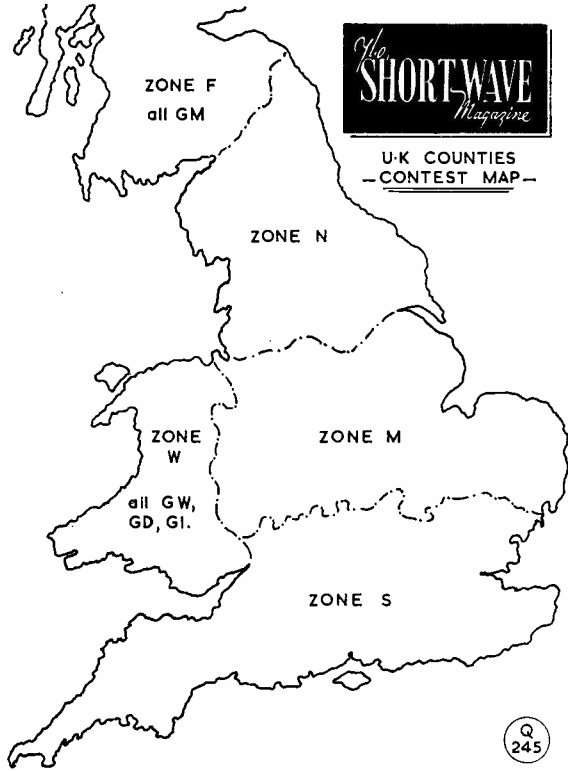 The
SHORT-WAVE
Magazine
U·K COUNTIES
CONTEST MAP
ZONE F
all GM
ZONE N
ZONE
W
all GW,
GD, GI.
ZONE M
ZONE S
Q
245